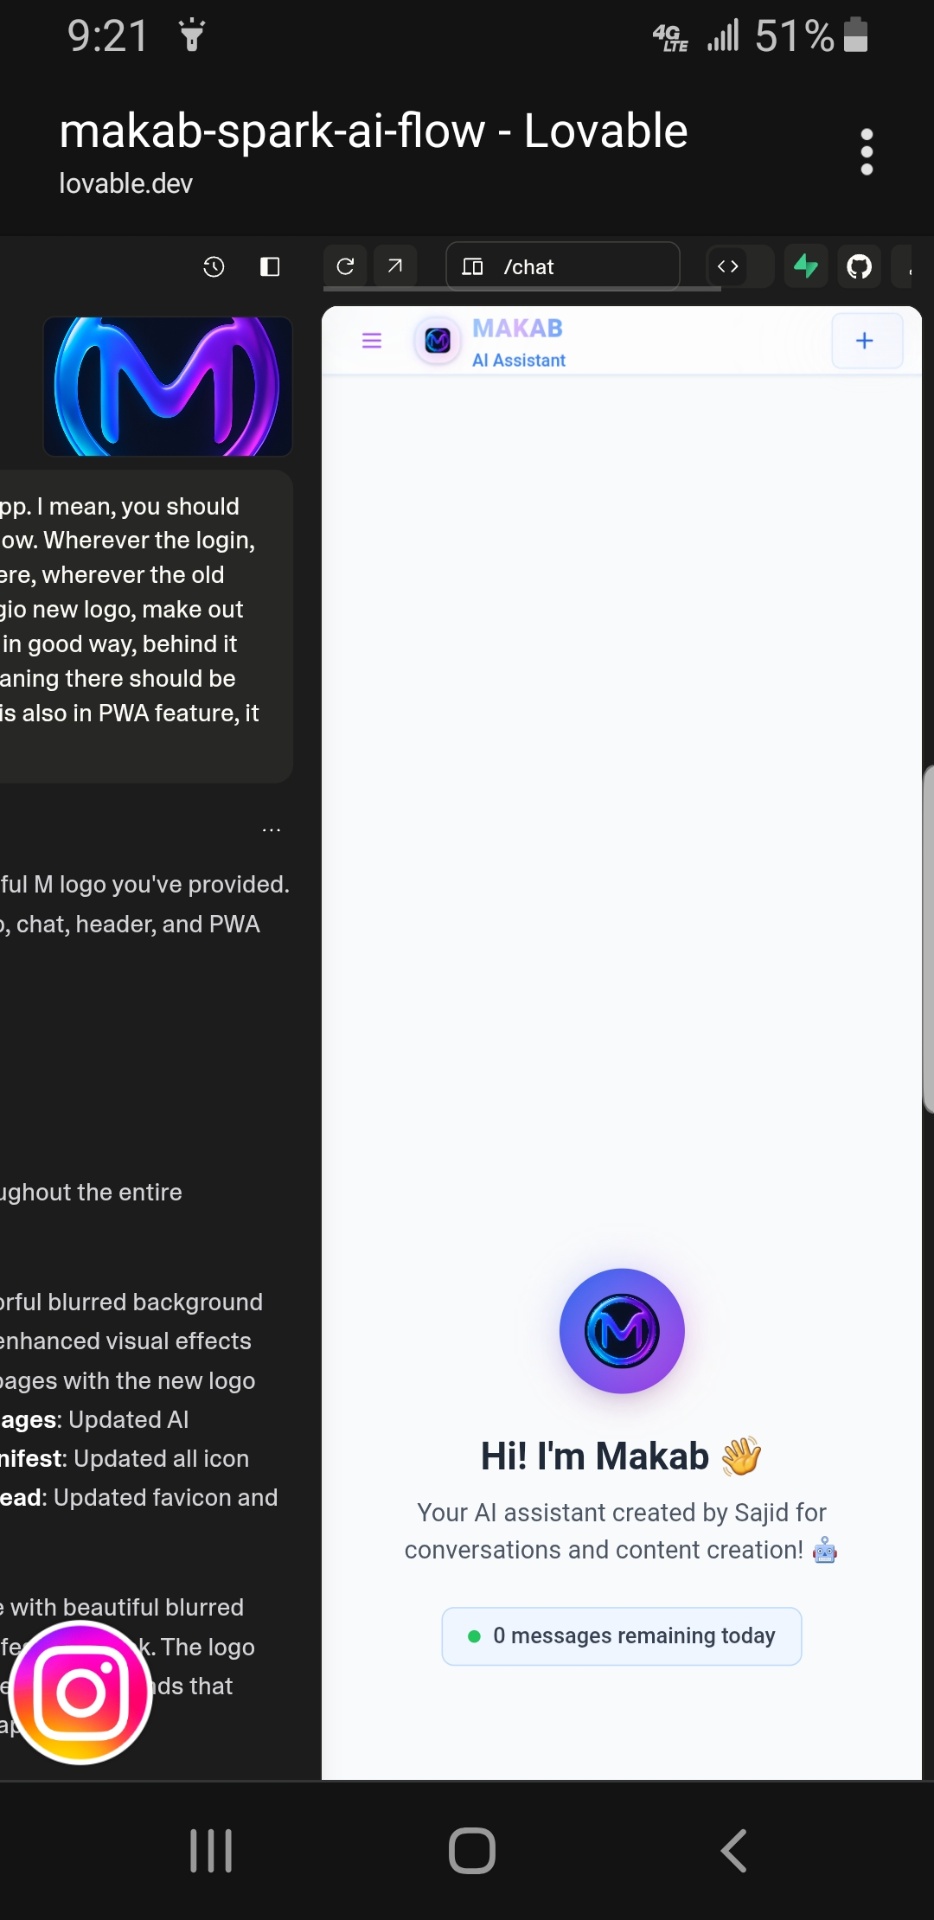 9:21
4G LTE 51%
makab-spark-ai-flow - Lovable
lovable.dev
/chat
MAKAB
AI Assistant
pp. I mean, you should
ow. Wherever the login,
ere, wherever the old
gio new logo, make out
in good way, behind it
aning there should be
is also in PWA feature, it
...
ful M logo you've provided.
, chat, header, and PWA
ughout the entire
orful blurred background
enhanced visual effects
pages with the new logo
ages: Updated AI
nifest: Updated all icon
ead: Updated favicon and
e with beautiful blurred
k. The logo
nds that
Hi! I'm Makab 👋
Your AI assistant created by Sajid for
conversations and content creation! 🤖
0 messages remaining today